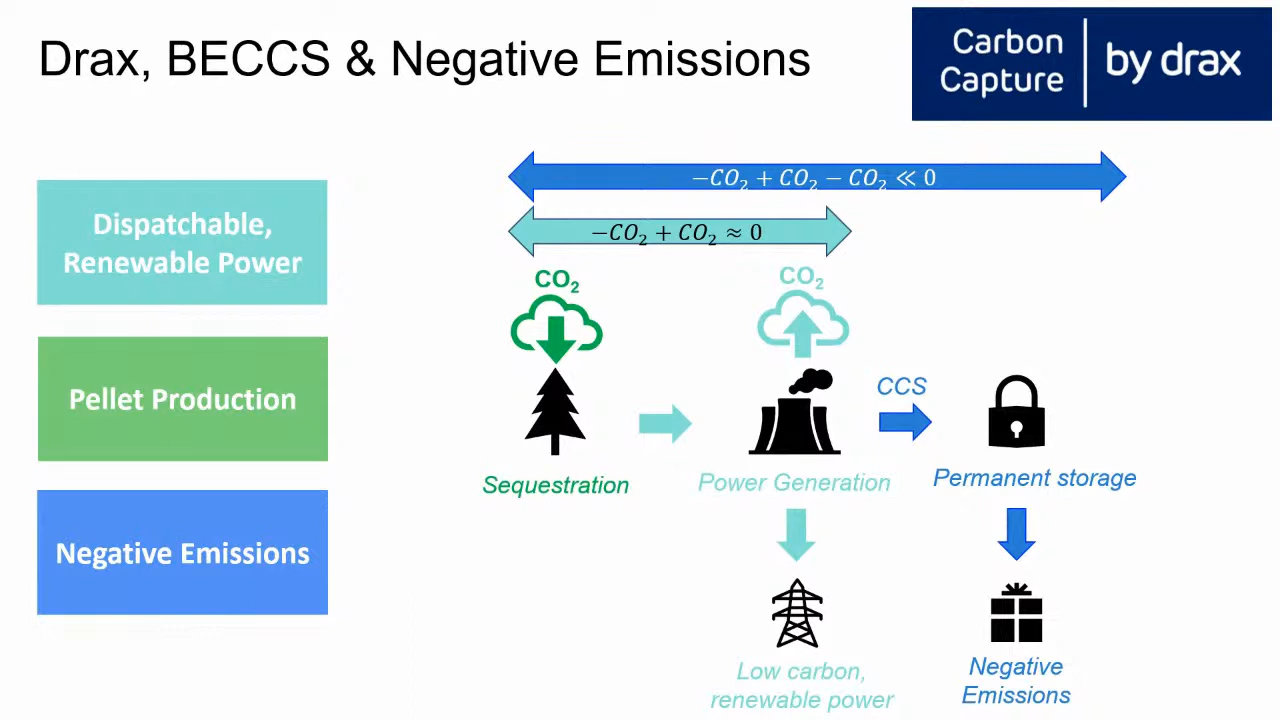 Drax, BECCS & Negative Emissions
Carbon
Capture
by drax
Dispatchable,
Renewable Power
Pellet Production
Negative Emissions
−CO₂ + CO₂ − CO₂ ≪ 0
−CO₂ + CO₂ ≈ 0
CO₂
CO₂
CCS
Sequestration
Power Generation
Permanent storage
Low carbon,
renewable power
Negative
Emissions